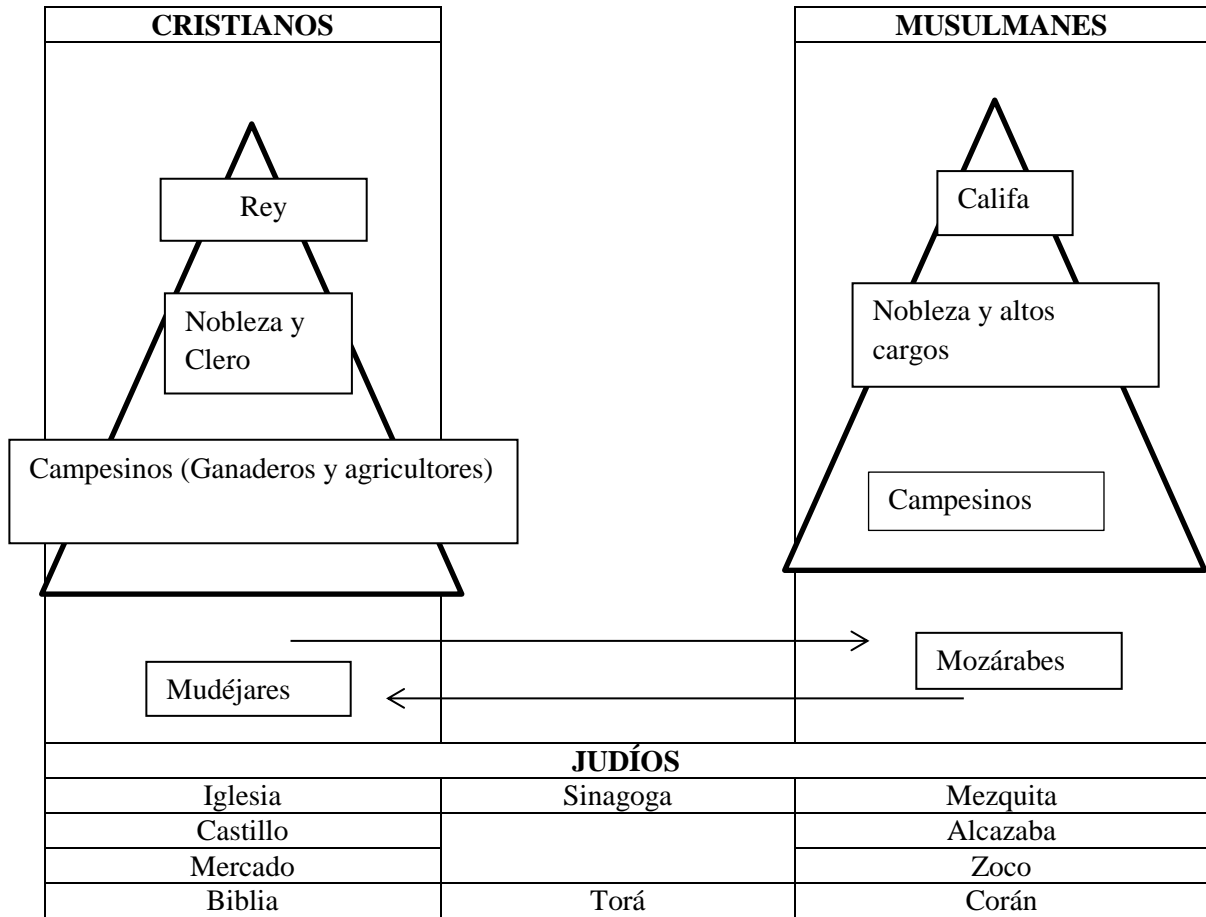 CRISTIANOS
MUSULMANES
Rey
Califa
Nobleza y
Clero
Nobleza y altos
cargos
Campesinos (Ganaderos y agricultores)
Campesinos
Mudéjares
Mozárabes
JUDÍOS
Iglesia Sinagoga Mezquita
Castillo Alcazaba
Mercado Zoco
Biblia Torá Corán